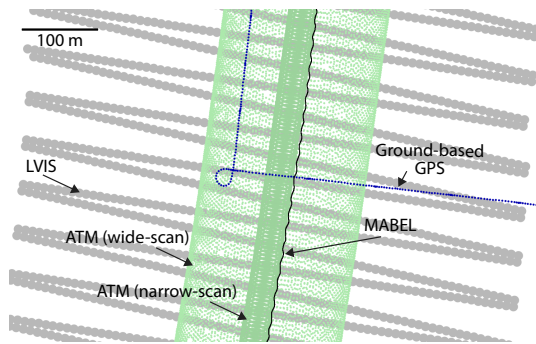 100 m
Ground-based
GPS
LVIS
MABEL
ATM (wide-scan)
ATM (narrow-scan)